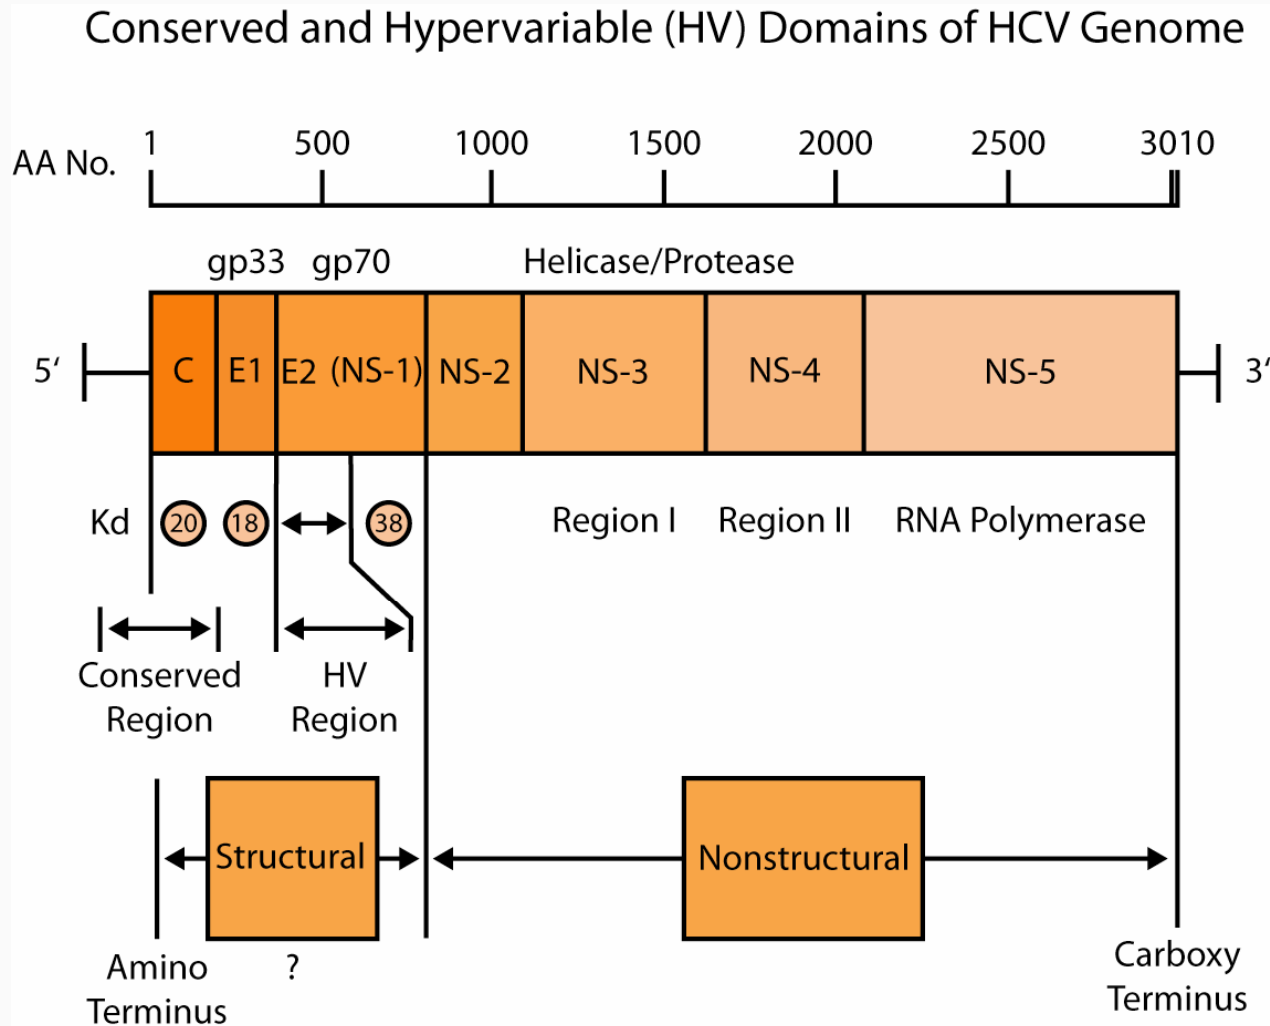 Conserved and Hypervariable (HV) Domains of HCV Genome
1 500 1000 1500 2000 2500 3010
AA No.
gp33 gp70 Helicase/Protease
5‘ C E1 E2 (NS-1) NS-2 NS-3 NS-4 NS-5 3‘
Kd 20 18 38 Region I Region II RNA Polymerase
Conserved
Region
HV
Region
Structural Nonstructural
Amino
Terminus
?
Carboxy
Terminus